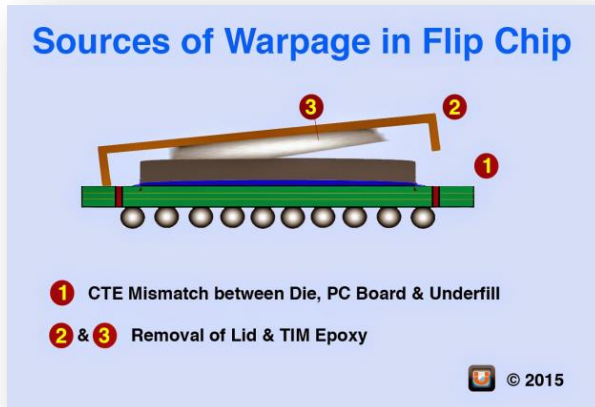 Sources of Warpage in Flip Chip
3
2
1
1 CTE Mismatch between Die, PC Board & Underfill
2 & 3 Removal of Lid & TIM Epoxy
© 2015